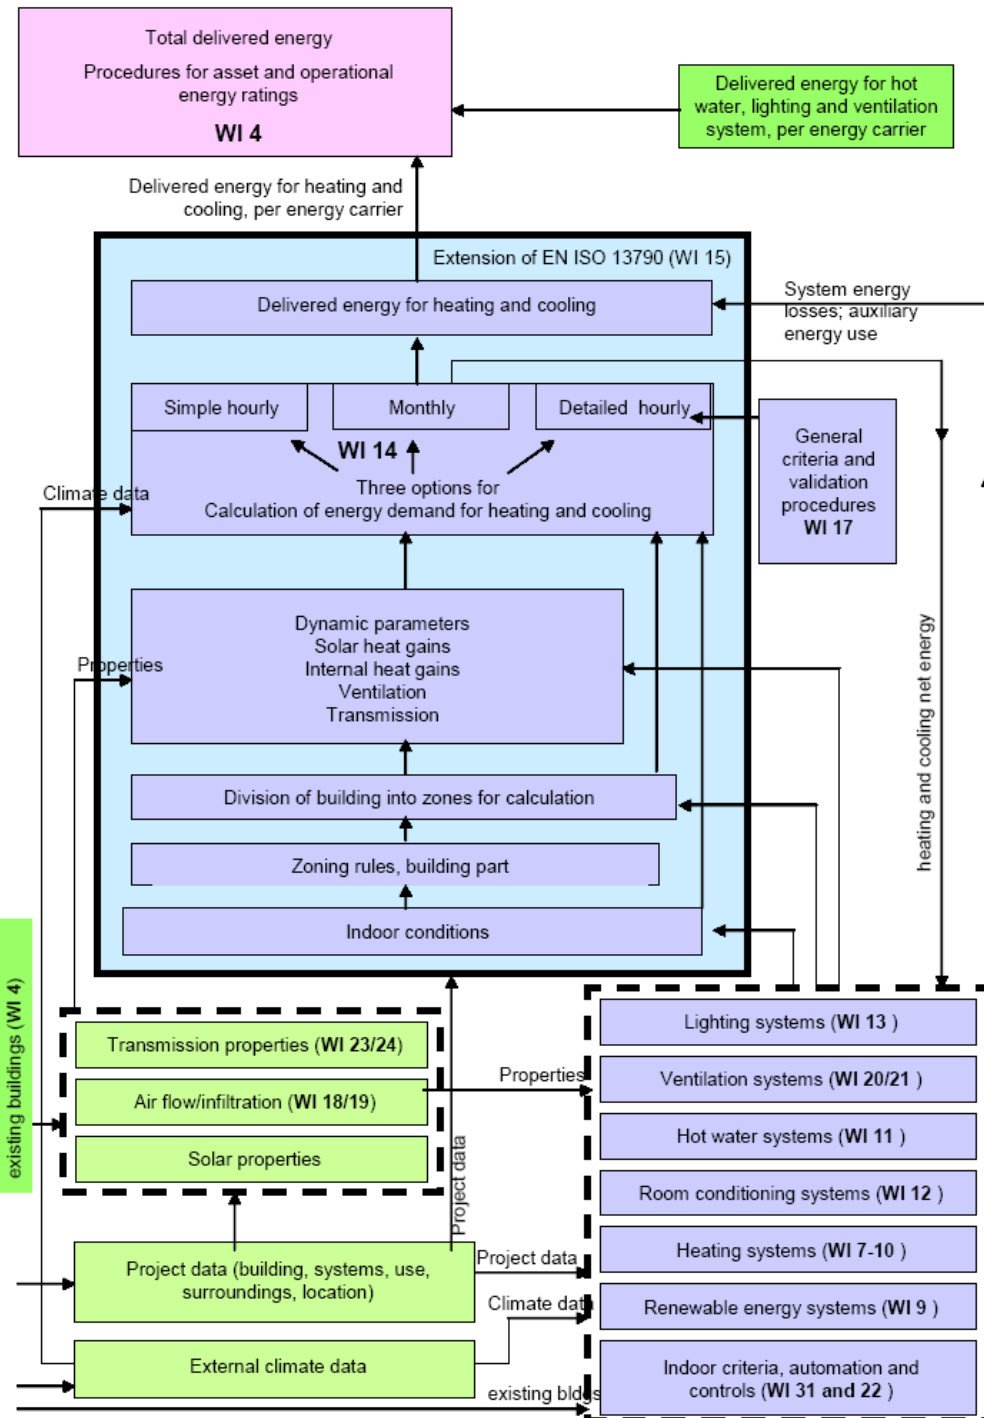 Total delivered energy
Procedures for asset and operational
energy ratings
WI 4
Delivered energy for hot
water, lighting and ventilation
system, per energy carrier
Delivered energy for heating and
cooling, per energy carrier
Extension of EN ISO 13790 (WI 15)
Delivered energy for heating and cooling
System energy
losses; auxiliary
energy use
Simple hourly
Monthly
Detailed hourly
WI 14
Three options for
Calculation of energy demand for heating and cooling
General
criteria and
validation
procedures
WI 17
Climate data
Dynamic parameters
Solar heat gains
Internal heat gains
Ventilation
Transmission
Properties
heating and cooling net energy
Division of building into zones for calculation
Zoning rules, building part
Indoor conditions
existing buildings (WI 4)
Transmission properties (WI 23/24)
Air flow/infiltration (WI 18/19)
Solar properties
Properties
Project data
Lighting systems (WI 13 )
Ventilation systems (WI 20/21 )
Hot water systems (WI 11 )
Room conditioning systems (WI 12 )
Heating systems (WI 7-10 )
Renewable energy systems (WI 9 )
Indoor criteria, automation and
controls (WI 31 and 22 )
Project data (building, systems, use,
surroundings, location)
Project data
Climate data
External climate data
existing bldgs